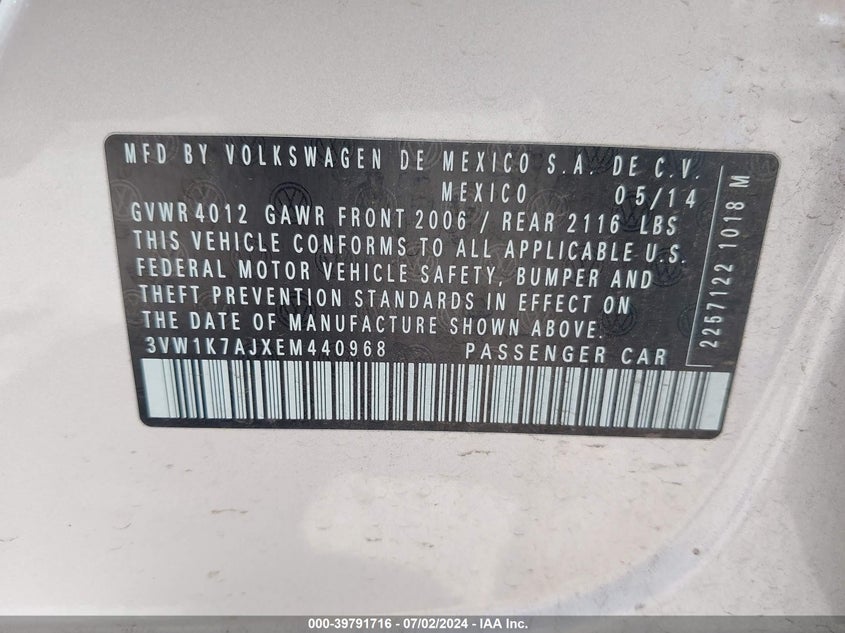 MFD BY VOLKSWAGEN DE MEXICO S.A. DE C.V.
MEXICO 05/14
GVWR 4012 GAWR FRONT 2006 / REAR 2116 LBS
THIS VEHICLE CONFORMS TO ALL APPLICABLE U.S.
FEDERAL MOTOR VEHICLE SAFETY, BUMPER AND
THEFT PREVENTION STANDARDS IN EFFECT ON
THE DATE OF MANUFACTURE SHOWN ABOVE.
3VW1K7AJXEM440968 PASSENGER CAR
2257122 1018 M
000-39791716 - 07/02/2024 - IAA Inc.